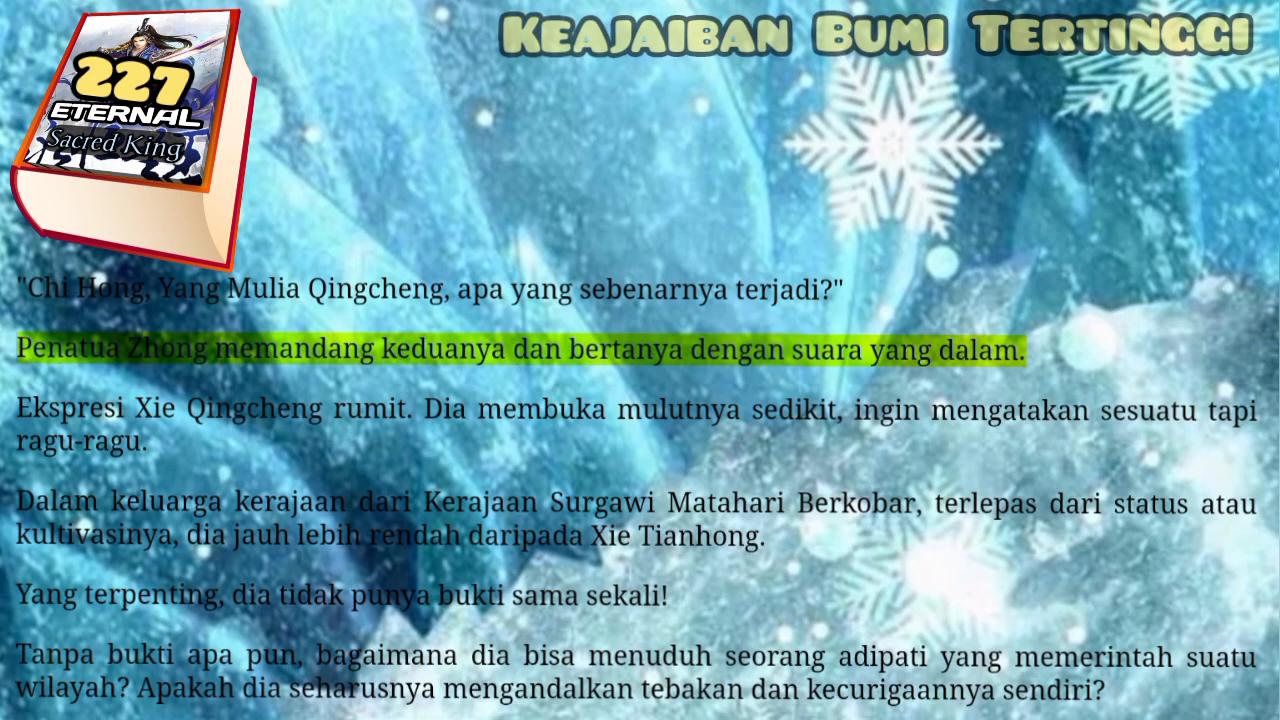 Keajaiban Bumi Tertinggi
227
ETERNAL
Sacred King
"Chi Hong, Yang Mulia Qingcheng, apa yang sebenarnya terjadi?"
Penatua Zhong memandang keduanya dan bertanya dengan suara yang dalam.
Ekspresi Xie Qingcheng rumit. Dia membuka mulutnya sedikit, ingin mengatakan sesuatu tapi
ragu-ragu.
Dalam keluarga kerajaan dari Kerajaan Surgawi Matahari Berkobar, terlepas dari status atau
kultivasinya, dia jauh lebih rendah daripada Xie Tianhong.
Yang terpenting, dia tidak punya bukti sama sekali!
Tanpa bukti apa pun, bagaimana dia bisa menuduh seorang adipati yang memerintah suatu
wilayah? Apakah dia seharusnya mengandalkan tebakan dan kecurigaannya sendiri?